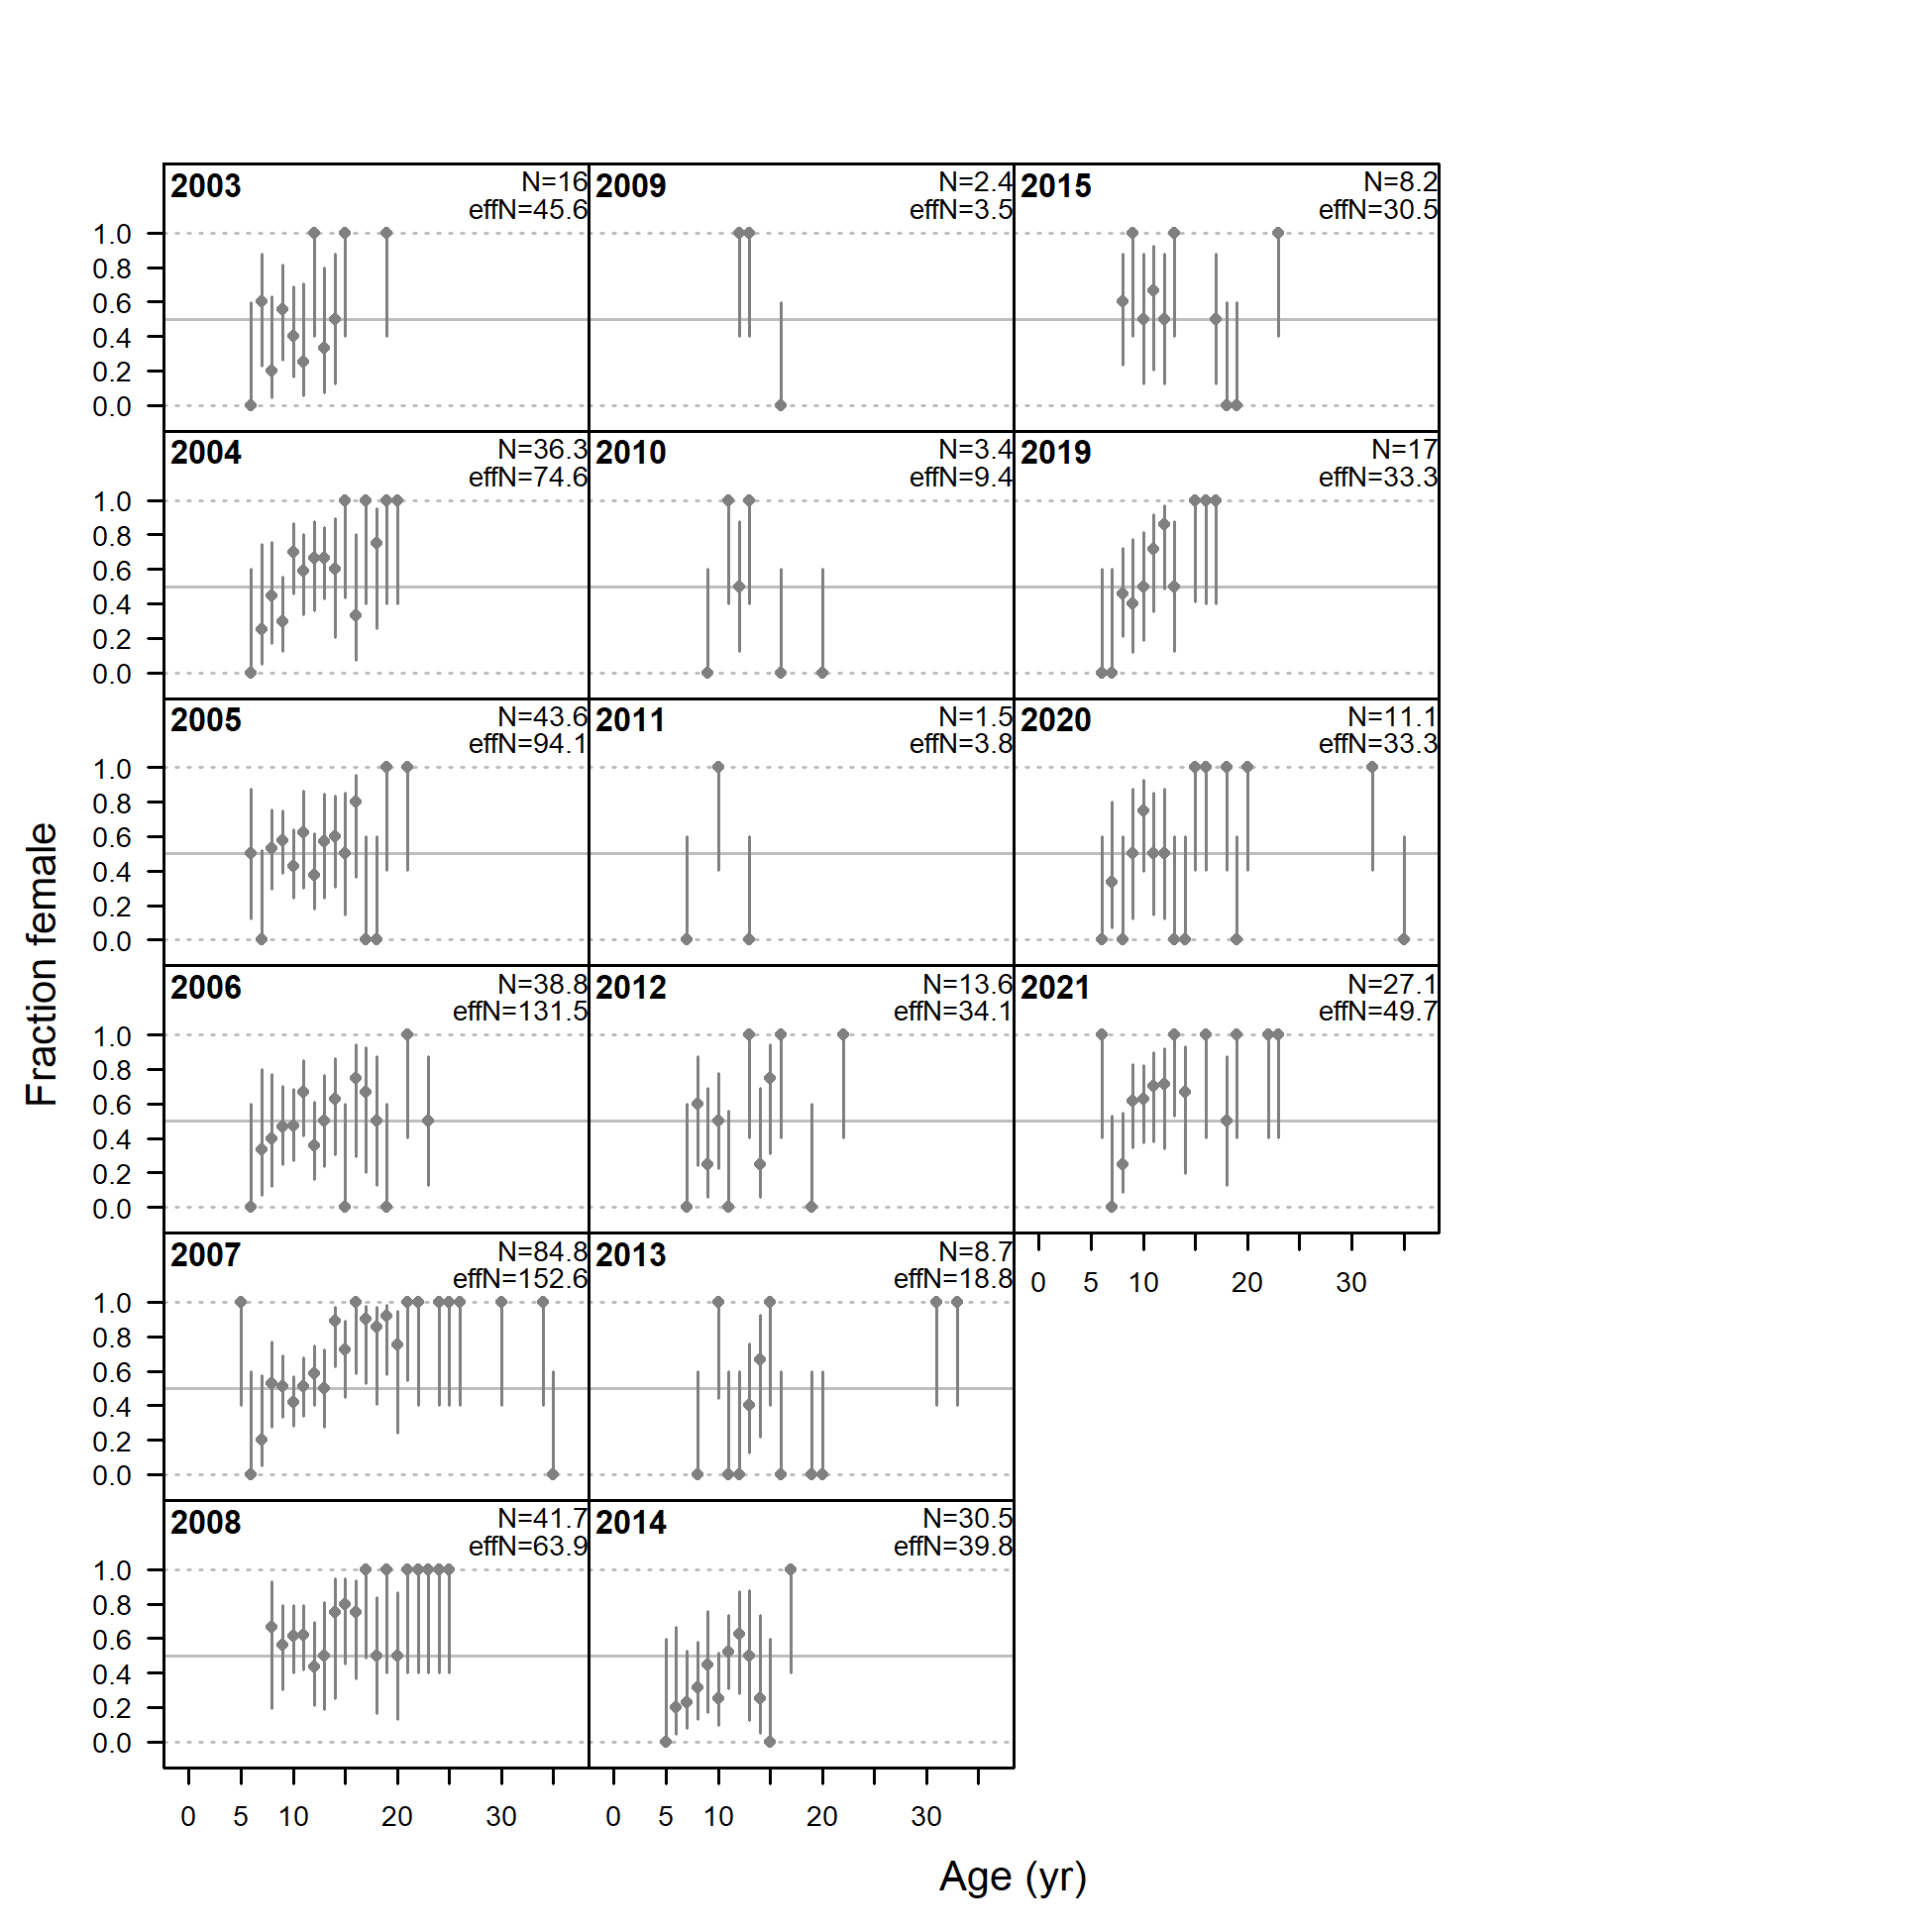 2003 N=16 2009 N=2.4 2015 N=8.2
effN=45.6 effN=3.5 effN=30.5
1.0
0.8
0.6
0.4
0.2
0.0
2004 N=36.3 2010 N=3.4 2019 N=17
effN=74.6 effN=9.4 effN=33.3
1.0
0.8
0.6
0.4
0.2
0.0
2005 N=43.6 2011 N=1.5 2020 N=11.1
effN=94.1 effN=3.8 effN=33.3
1.0
0.8
0.6
0.4
0.2
0.0
Fraction female
2006 N=38.8 2012 N=13.6 2021 N=27.1
effN=131.5 effN=34.1 effN=49.7
1.0
0.8
0.6
0.4
0.2
0.0
2007 N=84.8 2013 N=8.7
effN=152.6 effN=18.8
0 5 10 20 30
1.0
0.8
0.6
0.4
0.2
0.0
2008 N=41.7 2014 N=30.5
effN=63.9 effN=39.8
1.0
0.8
0.6
0.4
0.2
0.0
0 5 10 20 30 0 5 10 20 30
Age (yr)